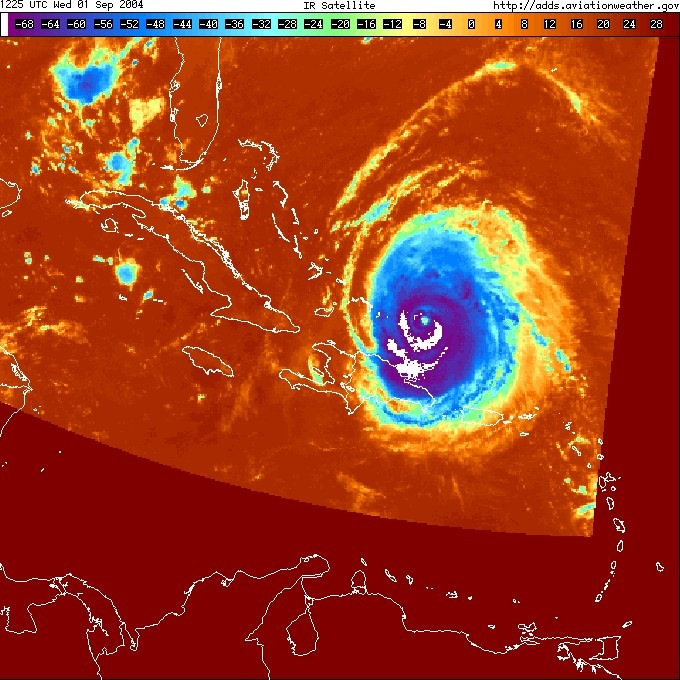 1225 UTC Wed 01 Sep 2004 IR Satellite http://adds.aviationweather.gov
-68 -64 -60 -56 -52 -48 -44 -40 -36 -32 -28 -24 -20 -16 -12 -8 -4 0 4 8 12 16 20 24 28